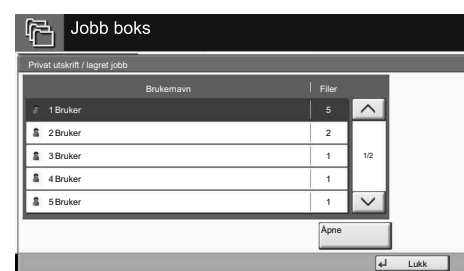 Jobb boks
Privat utskrift / lagret jobb
Brukernavn Filer
1 Bruker 5
2 Bruker 2
3 Bruker 1
4 Bruker 1
5 Bruker 1
1/2
Åpne
Lukk